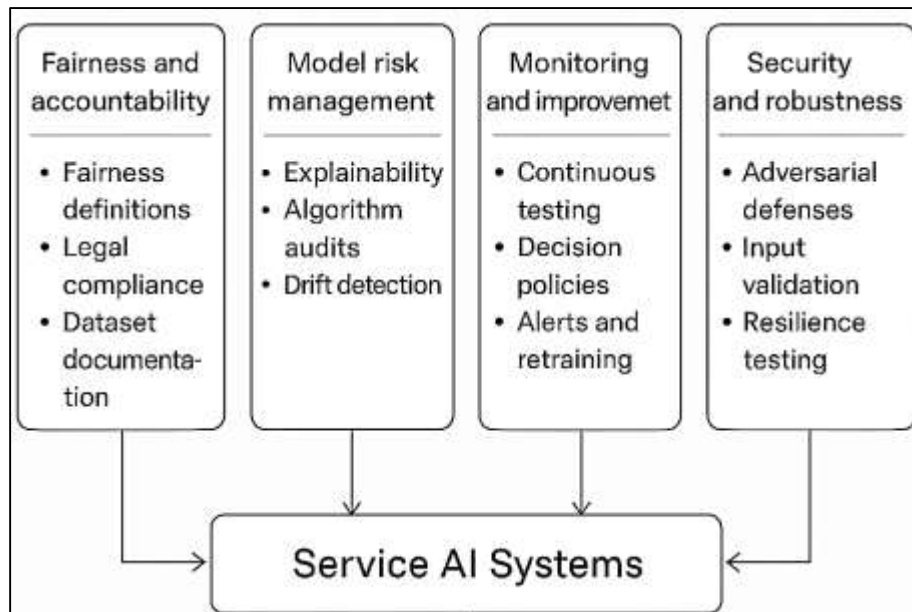 Fairness and
accountability
• Fairness
definitions
• Legal
compliance
• Dataset
documenta-
tion
Model risk
management
• Explainability
• Algorithm
audits
• Drift detection
Monitoring
and improvemet
• Continuous
testing
• Decision
policies
• Alerts and
retraining
Security
and robustness
• Adversarial
defenses
• Input
validation
• Resilience
testing
Service AI Systems